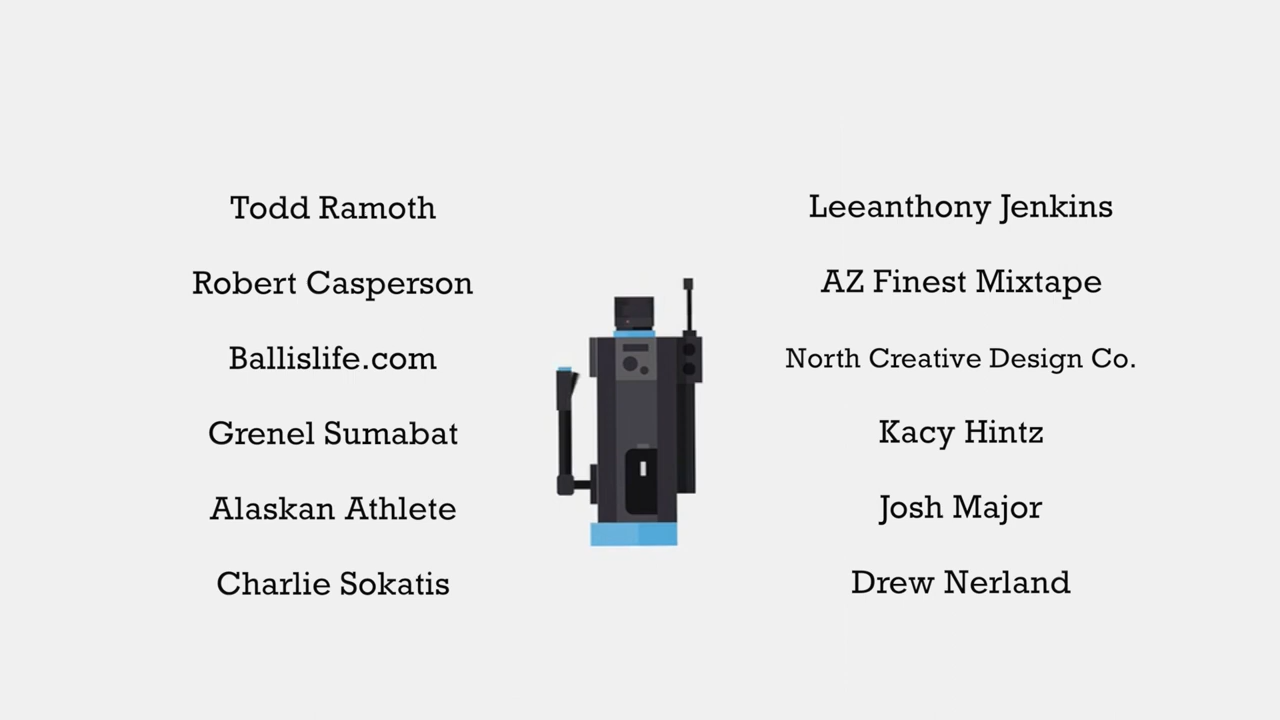 Todd Ramoth
Robert Casperson
Ballislife.com
Grenel Sumabat
Alaskan Athlete
Charlie Sokatis
Leeanthony Jenkins
AZ Finest Mixtape
North Creative Design Co.
Kacy Hintz
Josh Major
Drew Nerland